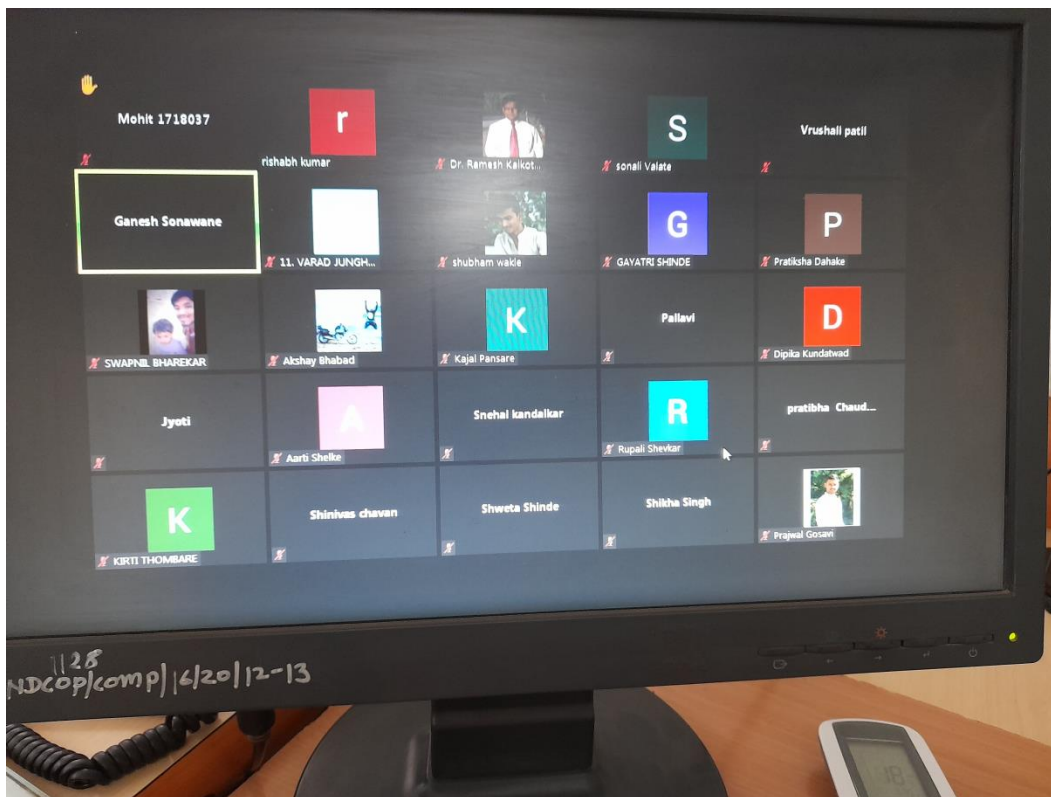 Mohit 1718037
r
rishabh kumar
Dr. Ramesh Kalkot...
S
sonali Valate
Vrushali patil
Ganesh Sonawane
11. VARAD JUNGH...
shubham wakle
G
GAYATRI SHINDE
P
Pratiksha Dahake
SWAPNIL BHAREKAR
Akshay Bhabad
K
Kajal Pansare
Pallavi
D
Dipika Kundatwad
Jyoti
A
Aarti Shelke
Snehal kandalkar
R
Rupali Shevkar
pratibha Chaud...
K
KIRTI THOMBARE
Shinivas chavan
Shweta Shinde
Shikha Singh
Prajwal Gosavi
1128
NDCOP/comp/16/20/12-13
18